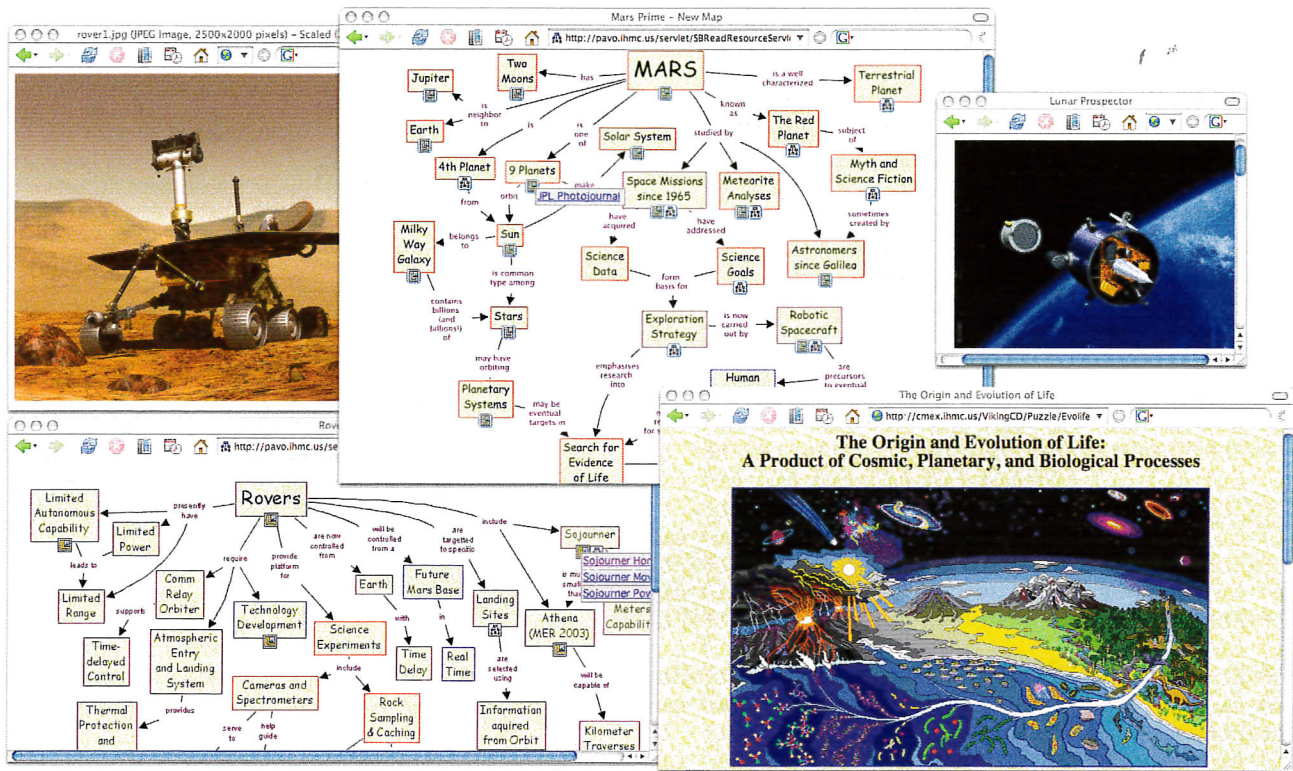 rover1.jpg (JPEG Image, 2500x2000 pixels) – Scaled (
Mars Prime – New Map
http://pavo.ihmc.us/servlet/SBReadResourceServl
MARS
Two
Moons
has
Jupiter
is
neighbor
in
Earth
is
4th Planet
is
one
of
9 Planets
Solar System
make
JPL Photojournal
is a well
characterized
Terrestrial
Planet
known
as
The Red
Planet
subject
of
Myth and
Science Fiction
sometimes
created by
studied by
Space Missions
since 1965
Meteorite
Analyses
Astronomers
since Galileo
from
orbit
Sun
belongs
to
Milky
Way
Galaxy
contains
billions
(and
billions!)
of
is common
type among
Stars
may have
orbiting
Planetary
Systems
may be
eventual
targets in
have
acquired
Science
Data
have
addressed
Science
Goals
form
basis for
Exploration
Strategy
is now
carried
out by
Robotic
Spacecraft
are
precursors
to eventual
Human
emphasises
research
into
Search for
Evidence
of Life
Lunar Prospector
Rov
http://pavo.ihmc.us/se
Rovers
presently
have
Limited
Autonomous
Capability
Limited
Power
leads to
Limited
Range
supports
Time-
delayed
Control
require
Comm
Relay
Orbiter
Technology
Development
Atmospheric
Entry
and Landing
System
provides
Thermal
Protection
and
provide
platform
for
Science
Experiments
include
Cameras and
Spectrometers
serve
to
help
guide
Rock
Sampling
& Caching
are now
controlled
from
Earth
with
Time
Delay
will be
controlled
from a
Future
Mars Base
in
Real
Time
are
targetted
to specific
Landing
Sites
are
selected
using
Information
aquired
from Orbit
include
Sojourner
Sojourner Hor
Sojourner Mov
Sojourner Pow
is mu
small
than
Athena
(MER 2003)
Meters
Capabili
will be
capable of
Kilometer
Traverses
The Origin and Evolution of Life
http://cmex.ihmc.us/VikingCD/Puzzle/Evolife
The Origin and Evolution of Life:
A Product of Cosmic, Planetary, and Biological Processes